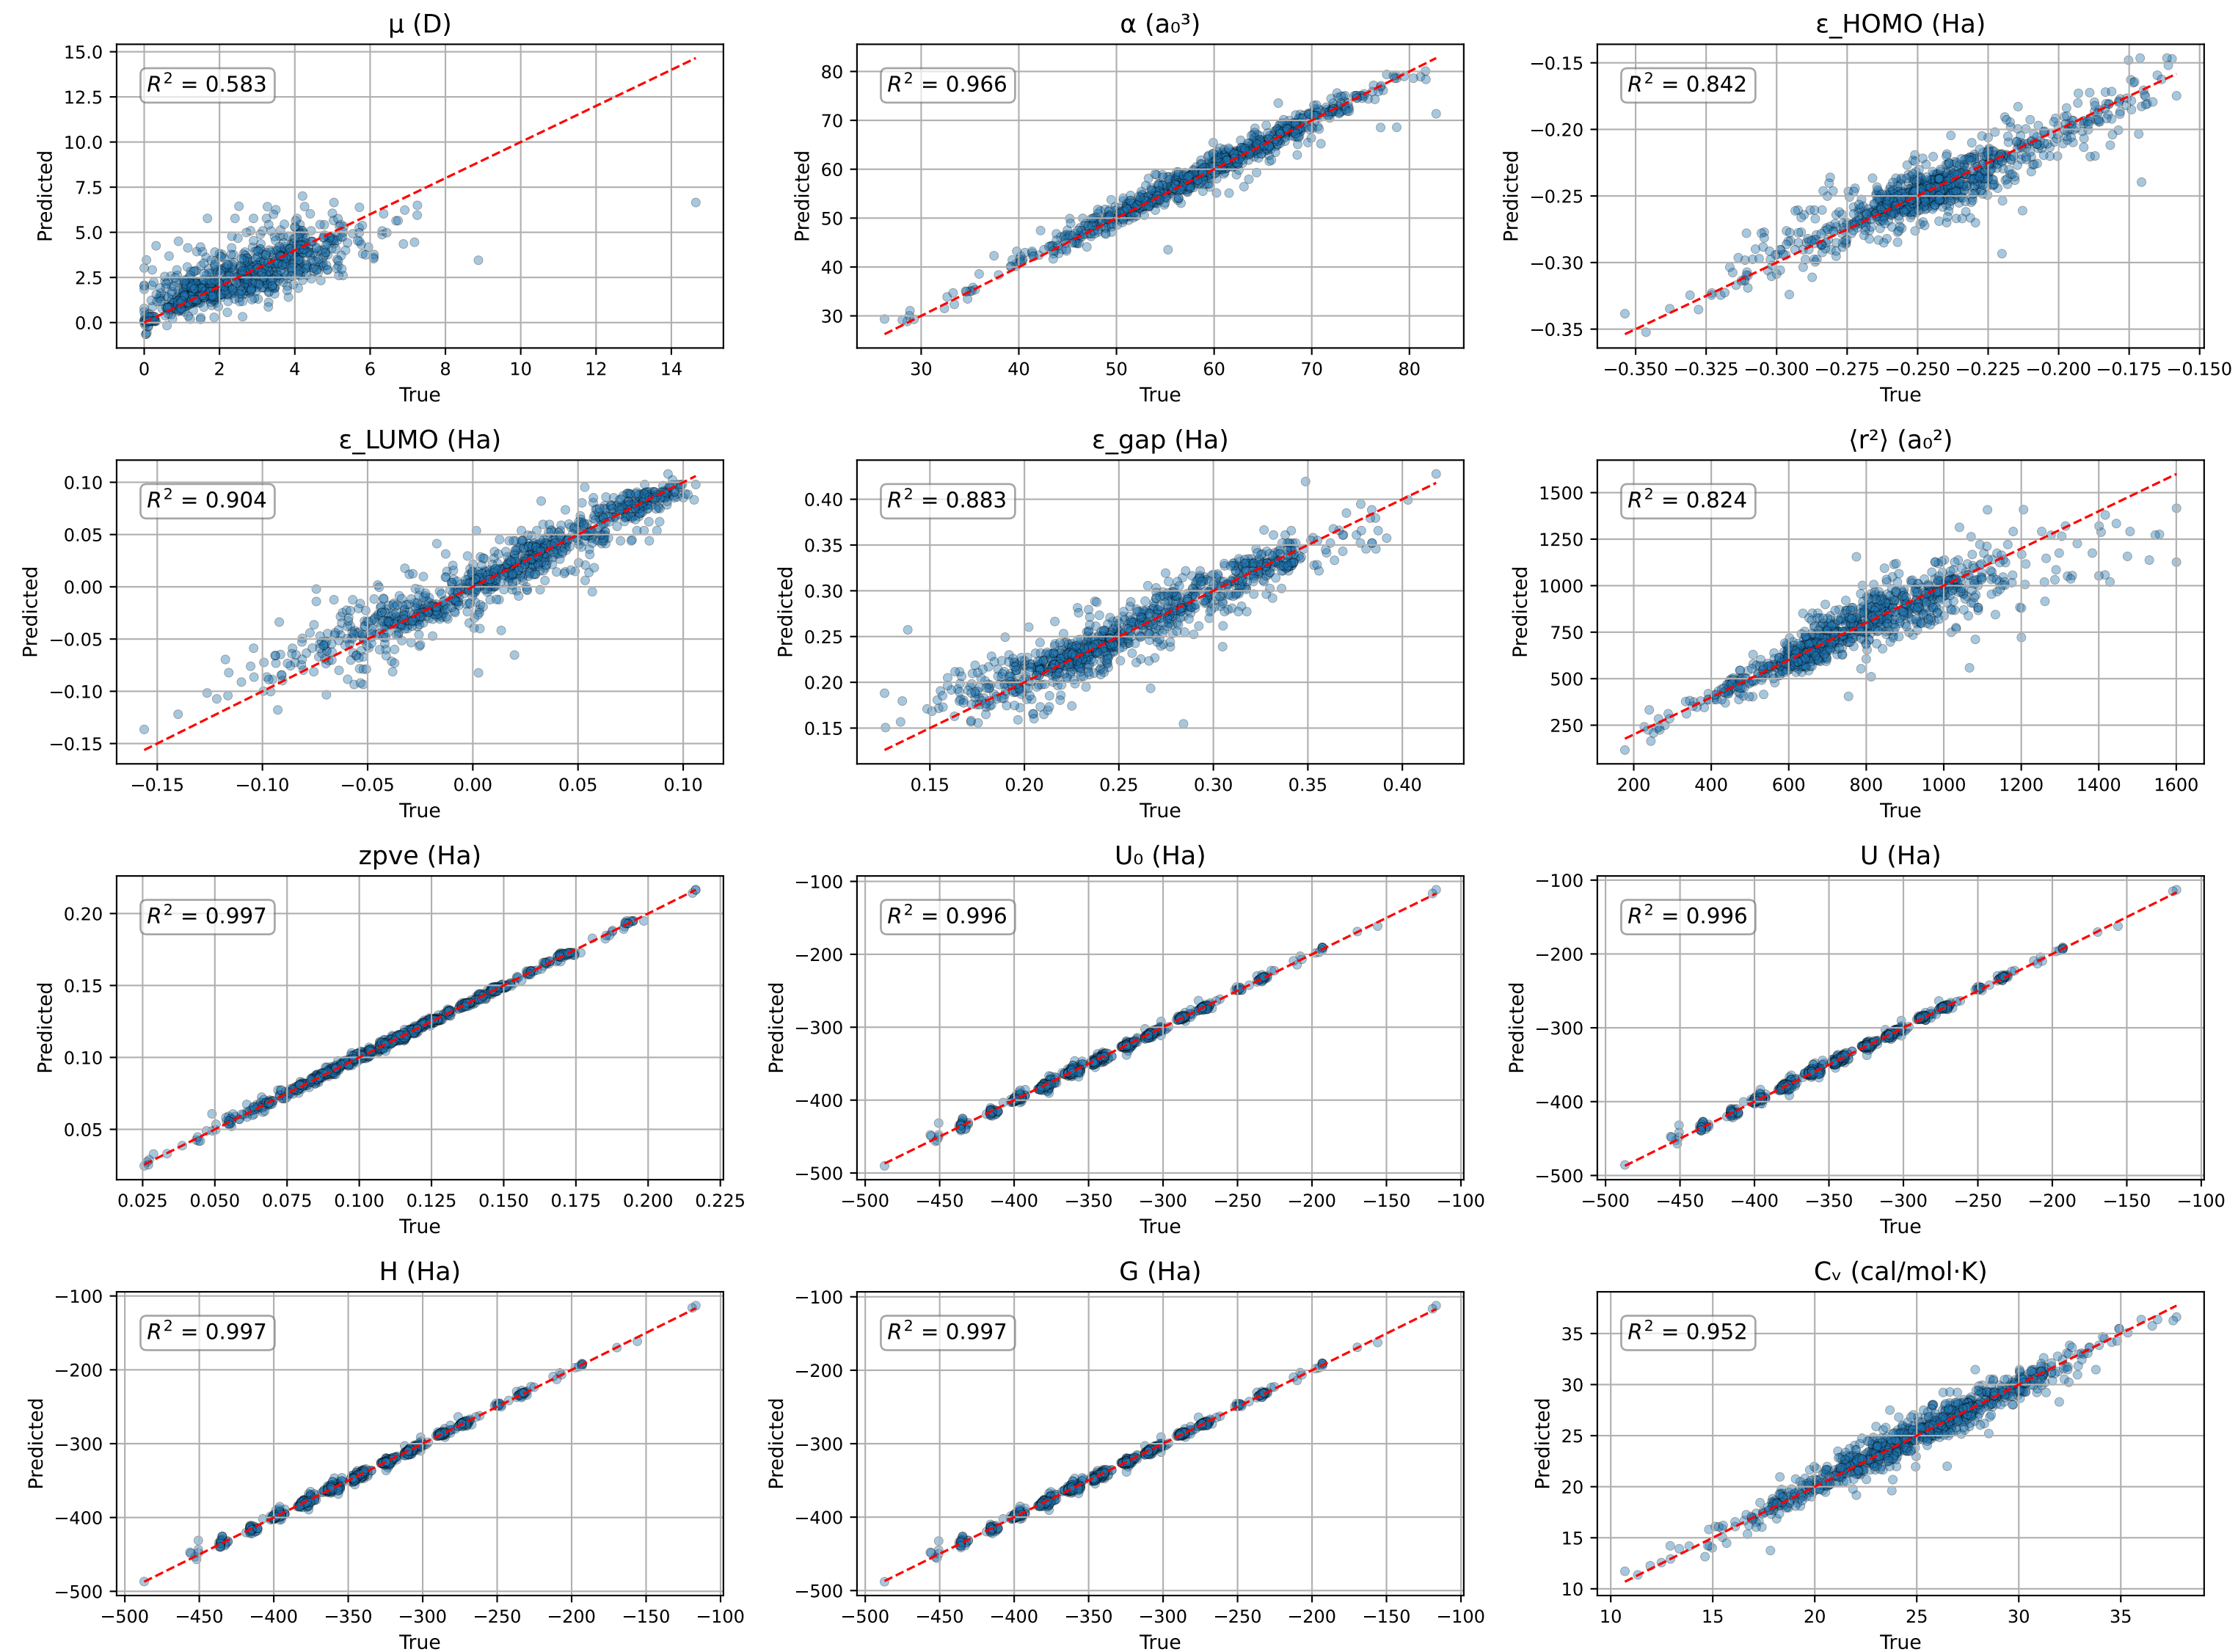 μ (D)
R² = 0.583
15.0
12.5
10.0
7.5
5.0
2.5
0.0
Predicted
0 2 4 6 8 10 12 14
True
α (a₀³)
R² = 0.966
80
70
60
50
40
30
Predicted
30 40 50 60 70 80
True
ε_HOMO (Ha)
R² = 0.842
−0.15
−0.20
−0.25
−0.30
−0.35
Predicted
−0.350 −0.325 −0.300 −0.275 −0.250 −0.225 −0.200 −0.175 −0.150
True
ε_LUMO (Ha)
R² = 0.904
0.10
0.05
0.00
−0.05
−0.10
−0.15
Predicted
−0.15 −0.10 −0.05 0.00 0.05 0.10
True
ε_gap (Ha)
R² = 0.883
0.40
0.35
0.30
0.25
0.20
0.15
Predicted
0.15 0.20 0.25 0.30 0.35 0.40
True
⟨r²⟩ (a₀²)
R² = 0.824
1500
1250
1000
750
500
250
Predicted
200 400 600 800 1000 1200 1400 1600
True
zpve (Ha)
R² = 0.997
0.20
0.15
0.10
0.05
Predicted
0.025 0.050 0.075 0.100 0.125 0.150 0.175 0.200 0.225
True
U₀ (Ha)
R² = 0.996
−100
−200
−300
−400
−500
Predicted
−500 −450 −400 −350 −300 −250 −200 −150 −100
True
U (Ha)
R² = 0.996
−100
−200
−300
−400
−500
Predicted
−500 −450 −400 −350 −300 −250 −200 −150 −100
True
H (Ha)
R² = 0.997
−100
−200
−300
−400
−500
Predicted
−500 −450 −400 −350 −300 −250 −200 −150 −100
True
G (Ha)
R² = 0.997
−100
−200
−300
−400
−500
Predicted
−500 −450 −400 −350 −300 −250 −200 −150 −100
True
Cᵥ (cal/mol·K)
R² = 0.952
35
30
25
20
15
10
Predicted
10 15 20 25 30 35
True